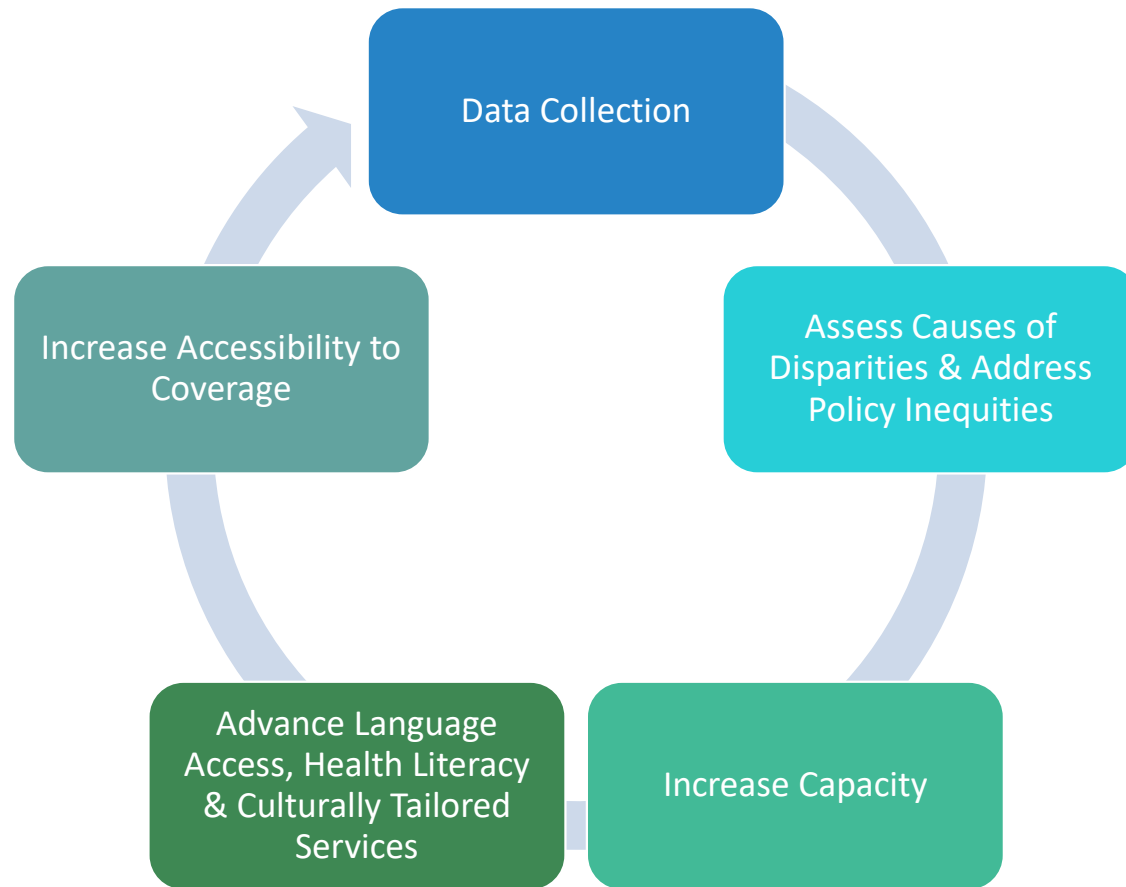 Data Collection
Assess Causes of
Disparities & Address
Policy Inequities
Increase Capacity
Advance Language
Access, Health Literacy
& Culturally Tailored
Services
Increase Accessibility to
Coverage